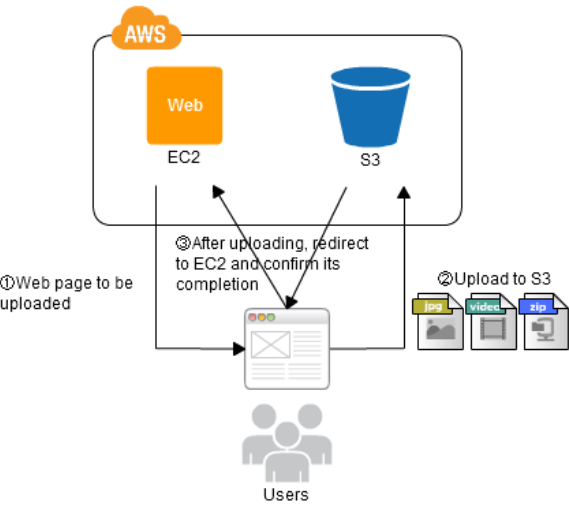 AWS
Web
EC2
S3
③After uploading, redirect
to EC2 and confirm its
completion
①Web page to be
uploaded
②Upload to S3
jpg
video
zip
Users